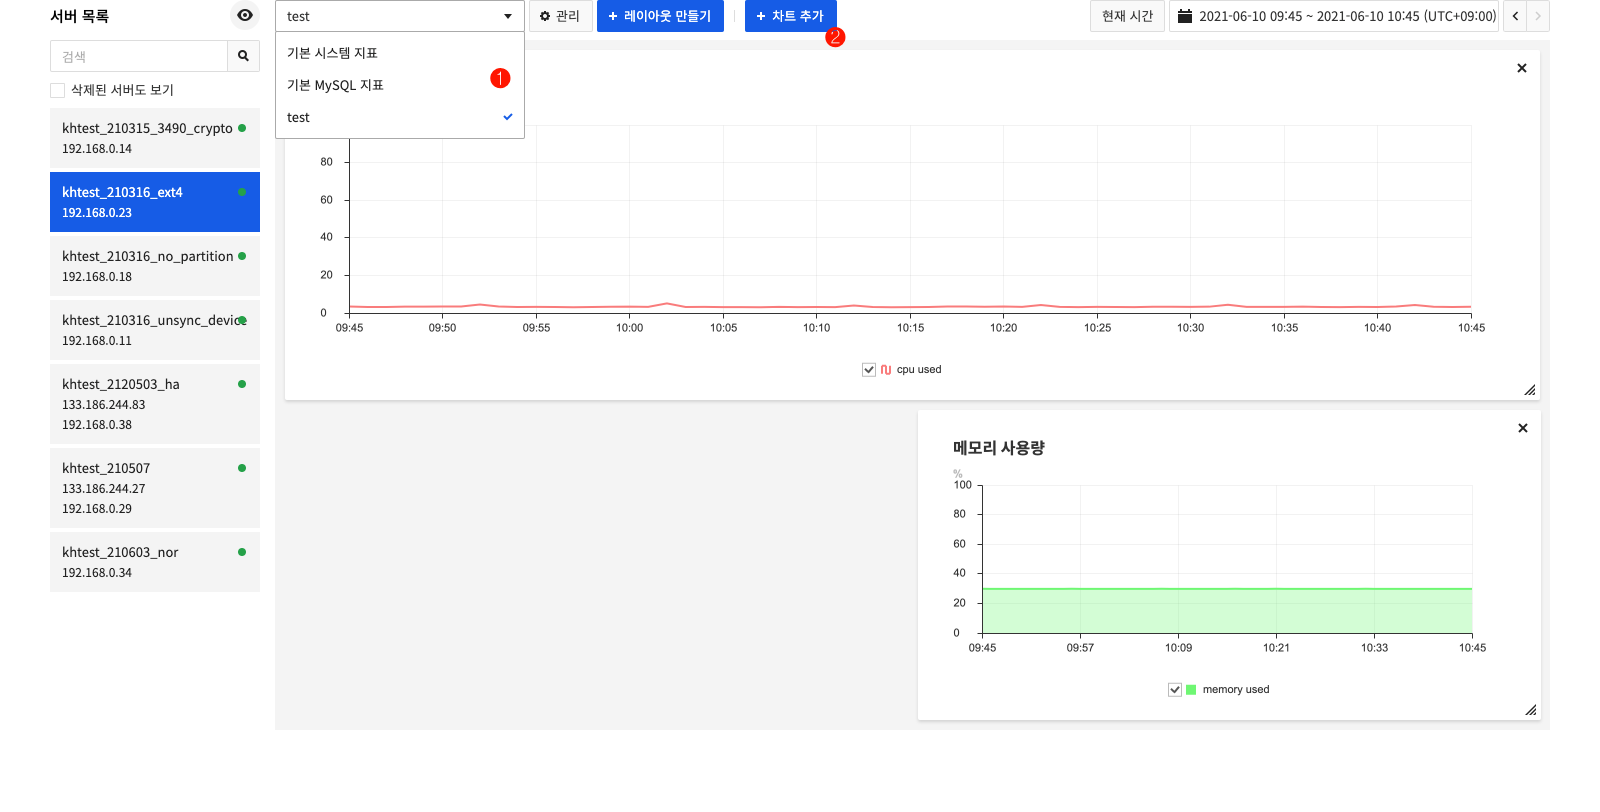 서버 목록
검색
삭제된 서버도 보기
khtest_210315_3490_crypto
192.168.0.14
khtest_210316_ext4
192.168.0.23
khtest_210316_no_partition
192.168.0.18
khtest_210316_unsync_device
192.168.0.11
khtest_2120503_ha
133.186.244.83
192.168.0.38
khtest_210507
133.186.244.27
192.168.0.29
khtest_210603_nor
192.168.0.34
test
관리
+ 레이아웃 만들기
+ 차트 추가
2
현재 시간
2021-06-10 09:45 ~ 2021-06-10 10:45 (UTC+09:00)
기본 시스템 지표
기본 MySQL 지표
1
test
80
60
40
20
0
09:45 09:50 09:55 10:00 10:05 10:10 10:15 10:20 10:25 10:30 10:35 10:40 10:45
cpu used
메모리 사용량
%
100
80
60
40
20
0
09:45 09:57 10:09 10:21 10:33 10:45
memory used